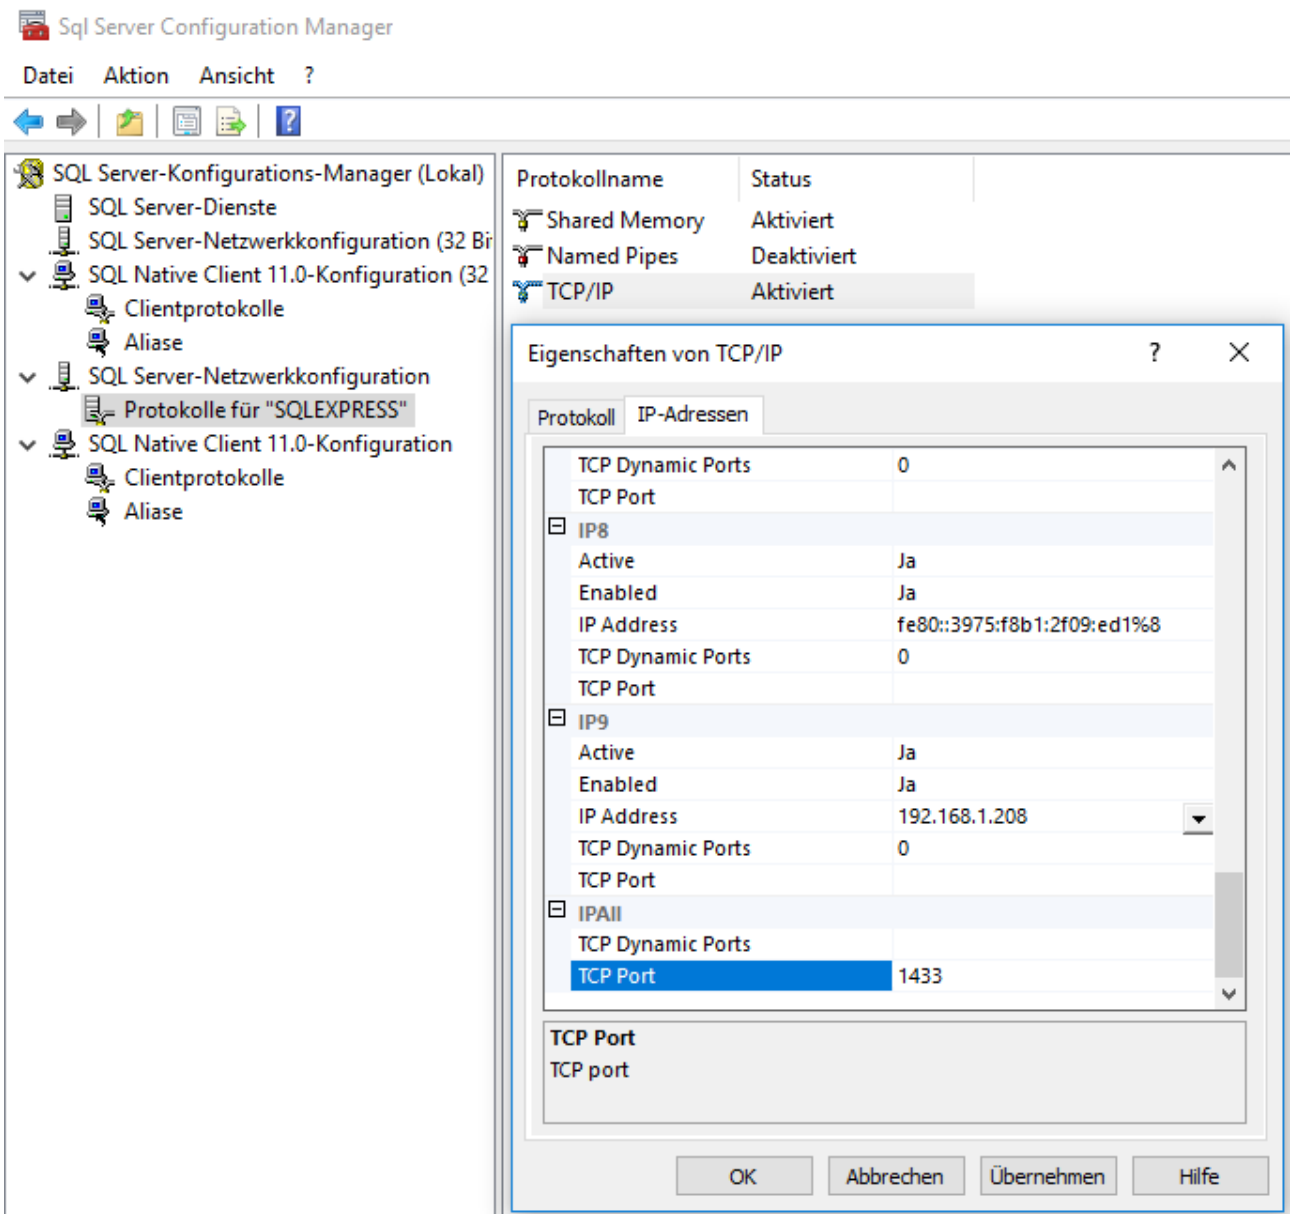 Sql Server Configuration Manager
Datei Aktion Ansicht ?
SQL Server-Konfigurations-Manager (Lokal)
SQL Server-Dienste
SQL Server-Netzwerkkonfiguration (32 Bi
SQL Native Client 11.0-Konfiguration (32
Clientprotokolle
Aliase
SQL Server-Netzwerkkonfiguration
Protokolle für "SQLEXPRESS"
SQL Native Client 11.0-Konfiguration
Clientprotokolle
Aliase
Protokollname Status
Shared Memory Aktiviert
Named Pipes Deaktiviert
TCP/IP Aktiviert
Eigenschaften von TCP/IP ?
Protokoll IP-Adressen
TCP Dynamic Ports 0
TCP Port
IP8
Active Ja
Enabled Ja
IP Address fe80::3975:f8b1:2f09:ed1%8
TCP Dynamic Ports 0
TCP Port
IP9
Active Ja
Enabled Ja
IP Address 192.168.1.208
TCP Dynamic Ports 0
TCP Port
IPAll
TCP Dynamic Ports
TCP Port 1433
TCP Port
TCP port
OK Abbrechen Übernehmen Hilfe